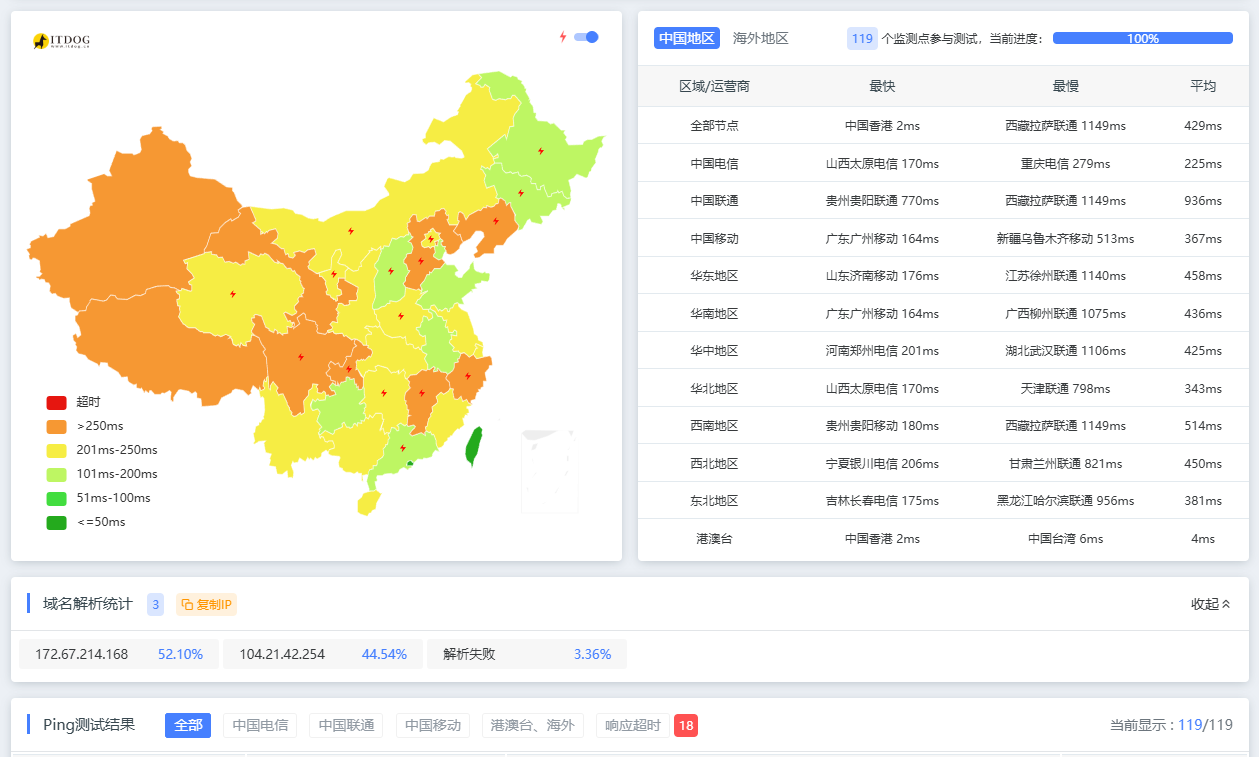 ITDOG
www.itdog.cn
超时
>250ms
201ms-250ms
101ms-200ms
51ms-100ms
<=50ms
中国地区 海外地区 119 个监测点参与测试，当前进度： 100%
区域/运营商 最快 最慢 平均
全部节点 中国香港 2ms 西藏拉萨联通 1149ms 429ms
中国电信 山西太原电信 170ms 重庆电信 279ms 225ms
中国联通 贵州贵阳联通 770ms 西藏拉萨联通 1149ms 936ms
中国移动 广东广州移动 164ms 新疆乌鲁木齐移动 513ms 367ms
华东地区 山东济南移动 176ms 江苏徐州联通 1140ms 458ms
华南地区 广东广州移动 164ms 广西柳州联通 1075ms 436ms
华中地区 河南郑州电信 201ms 湖北武汉联通 1106ms 425ms
华北地区 山西太原电信 170ms 天津联通 798ms 343ms
西南地区 贵州贵阳移动 180ms 西藏拉萨联通 1149ms 514ms
西北地区 宁夏银川电信 206ms 甘肃兰州联通 821ms 450ms
东北地区 吉林长春电信 175ms 黑龙江哈尔滨联通 956ms 381ms
港澳台 中国香港 2ms 中国台湾 6ms 4ms
域名解析统计 3 复制IP 收起
172.67.214.168 52.10% 104.21.42.254 44.54% 解析失败 3.36%
Ping测试结果 全部 中国电信 中国联通 中国移动 港澳台、海外 响应超时 18 当前显示 : 119/119